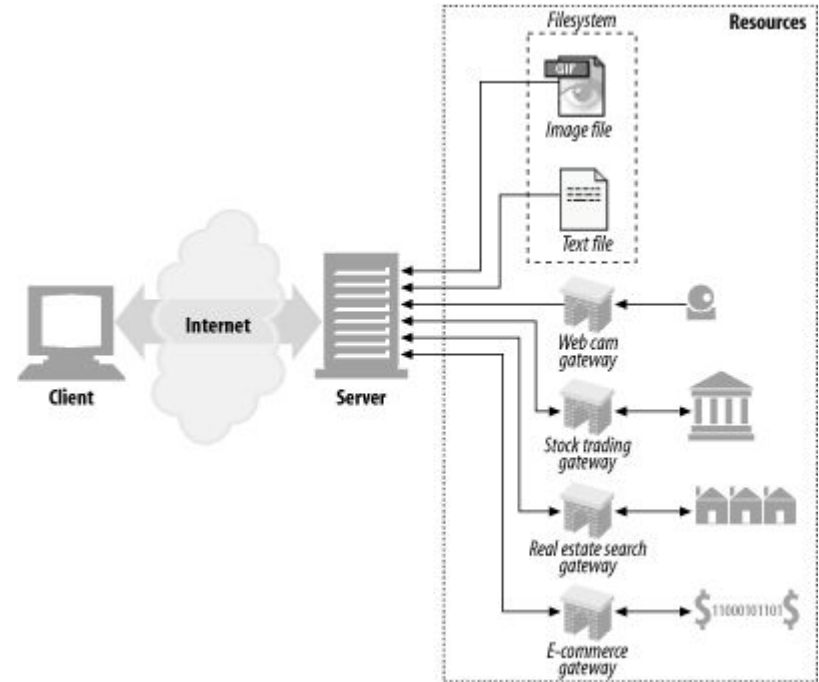 Filesystem
Resources
GIF
Image file
Text file
Internet
Client
Server
Web cam
gateway
Stock trading
gateway
Real estate search
gateway
$11000101101$
E-commerce
gateway